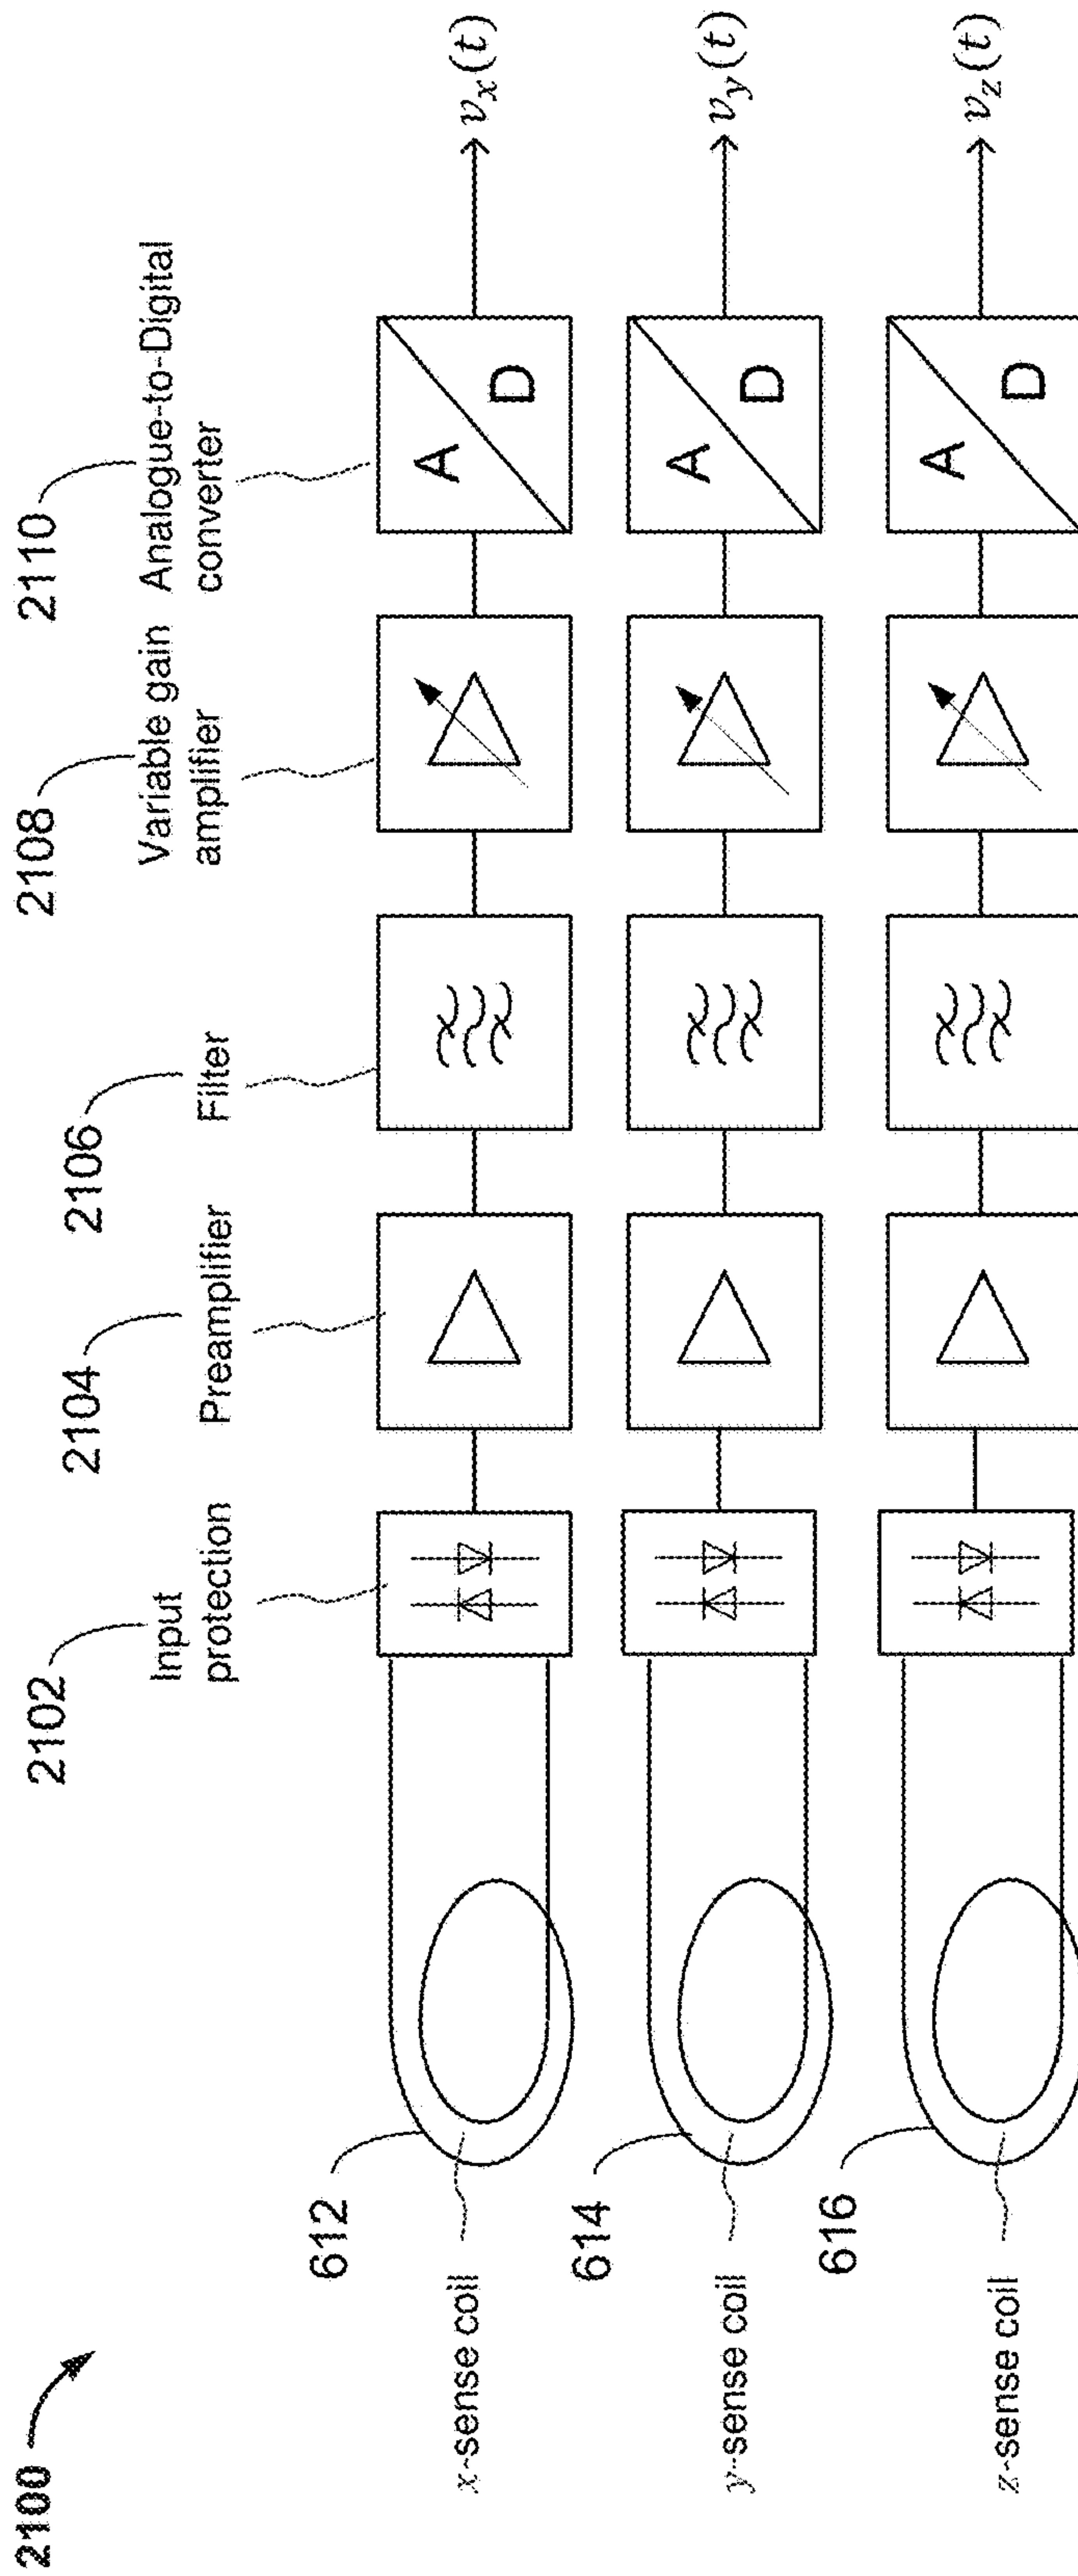 2100
2102
2104
2106
2108
2110
Input
protection
Preamplifier
Filter
Variable gain
amplifier
Analogue-to-Digital
converter
612
x-sense coil
A
D
v_x(t)
614
y-sense coil
A
D
v_y(t)
616
z-sense coil
A
D
v_z(t)